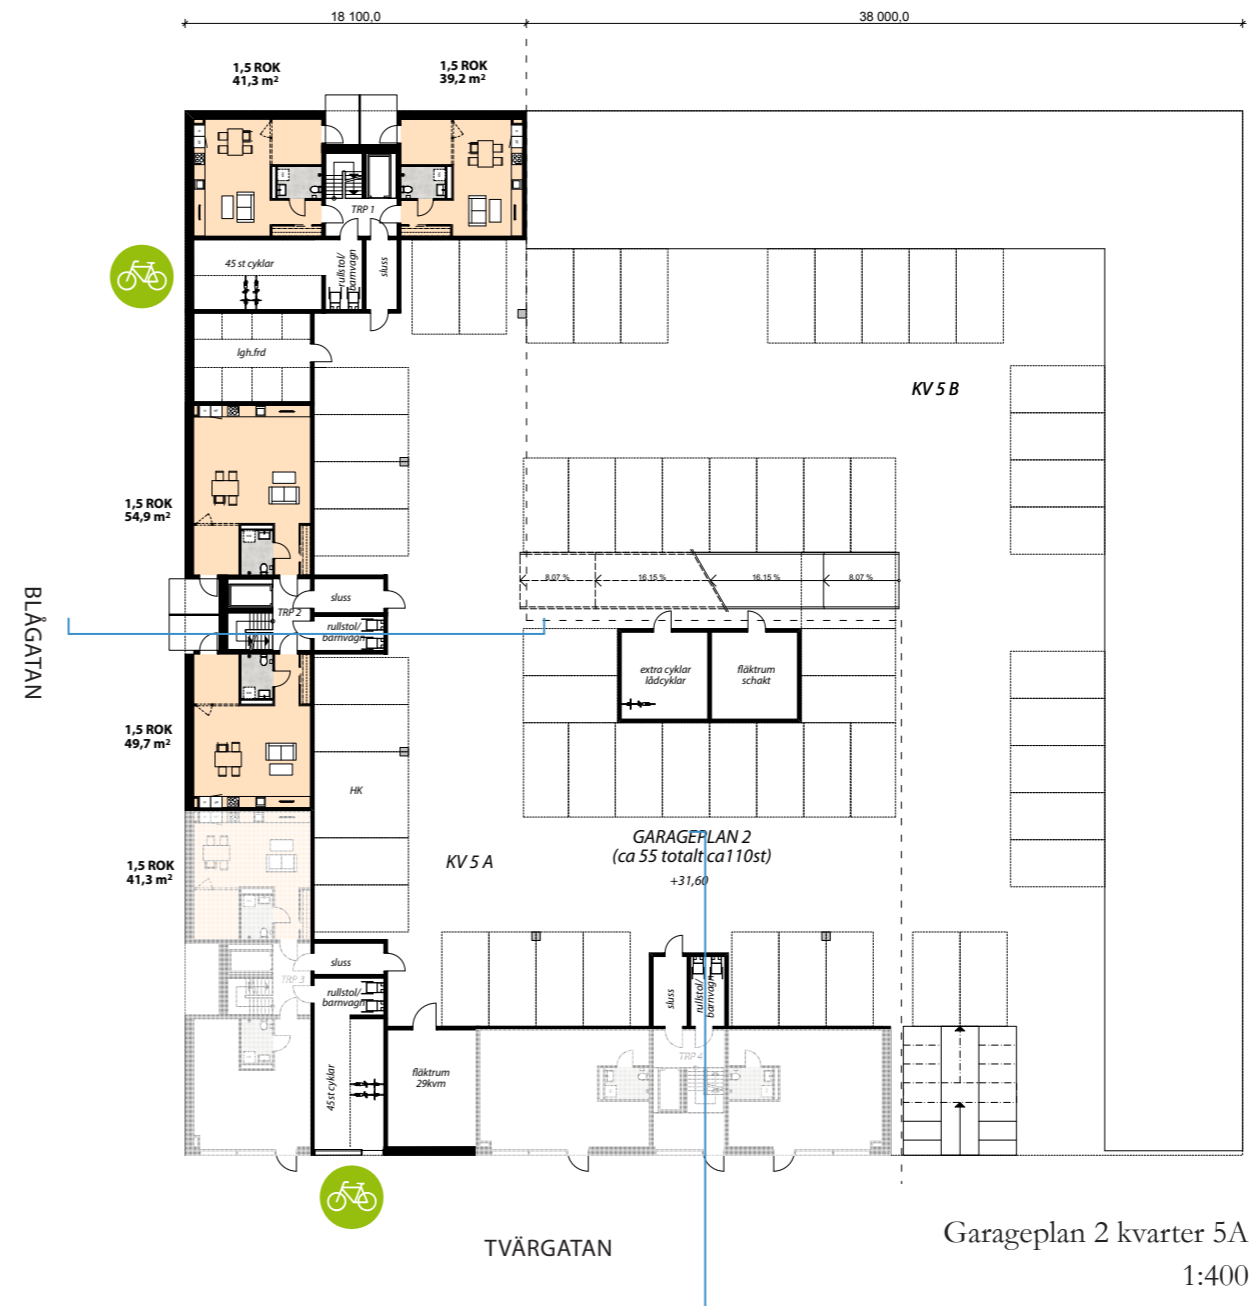 18 100,0
38 000,0
1,5 ROK
41,3 m²
1,5 ROK
39,2 m²
TRP 1
45 st cyklar
rullstol/
barnvagn
sluss
lgh.frd
KV 5 B
1,5 ROK
54,9 m²
8,07 %
16,15 %
16,15 %
8,07 %
sluss
TRP 2
rullstol/
barnvagn
BLÅGATAN
extra cyklar
lådcyklar
fläktrum
schakt
1,5 ROK
49,7 m²
HK
GARAGEPLAN 2
(ca 55 totalt ca110st)
+31,60
KV 5 A
1,5 ROK
41,3 m²
sluss
TRP 3
rullstol/
barnvagn
sluss
rullstol/
barnvagn
TRP 4
45 st cyklar
fläktrum
29kvm
TVÄRGATAN
Garageplan 2 kvarter 5A
1:400